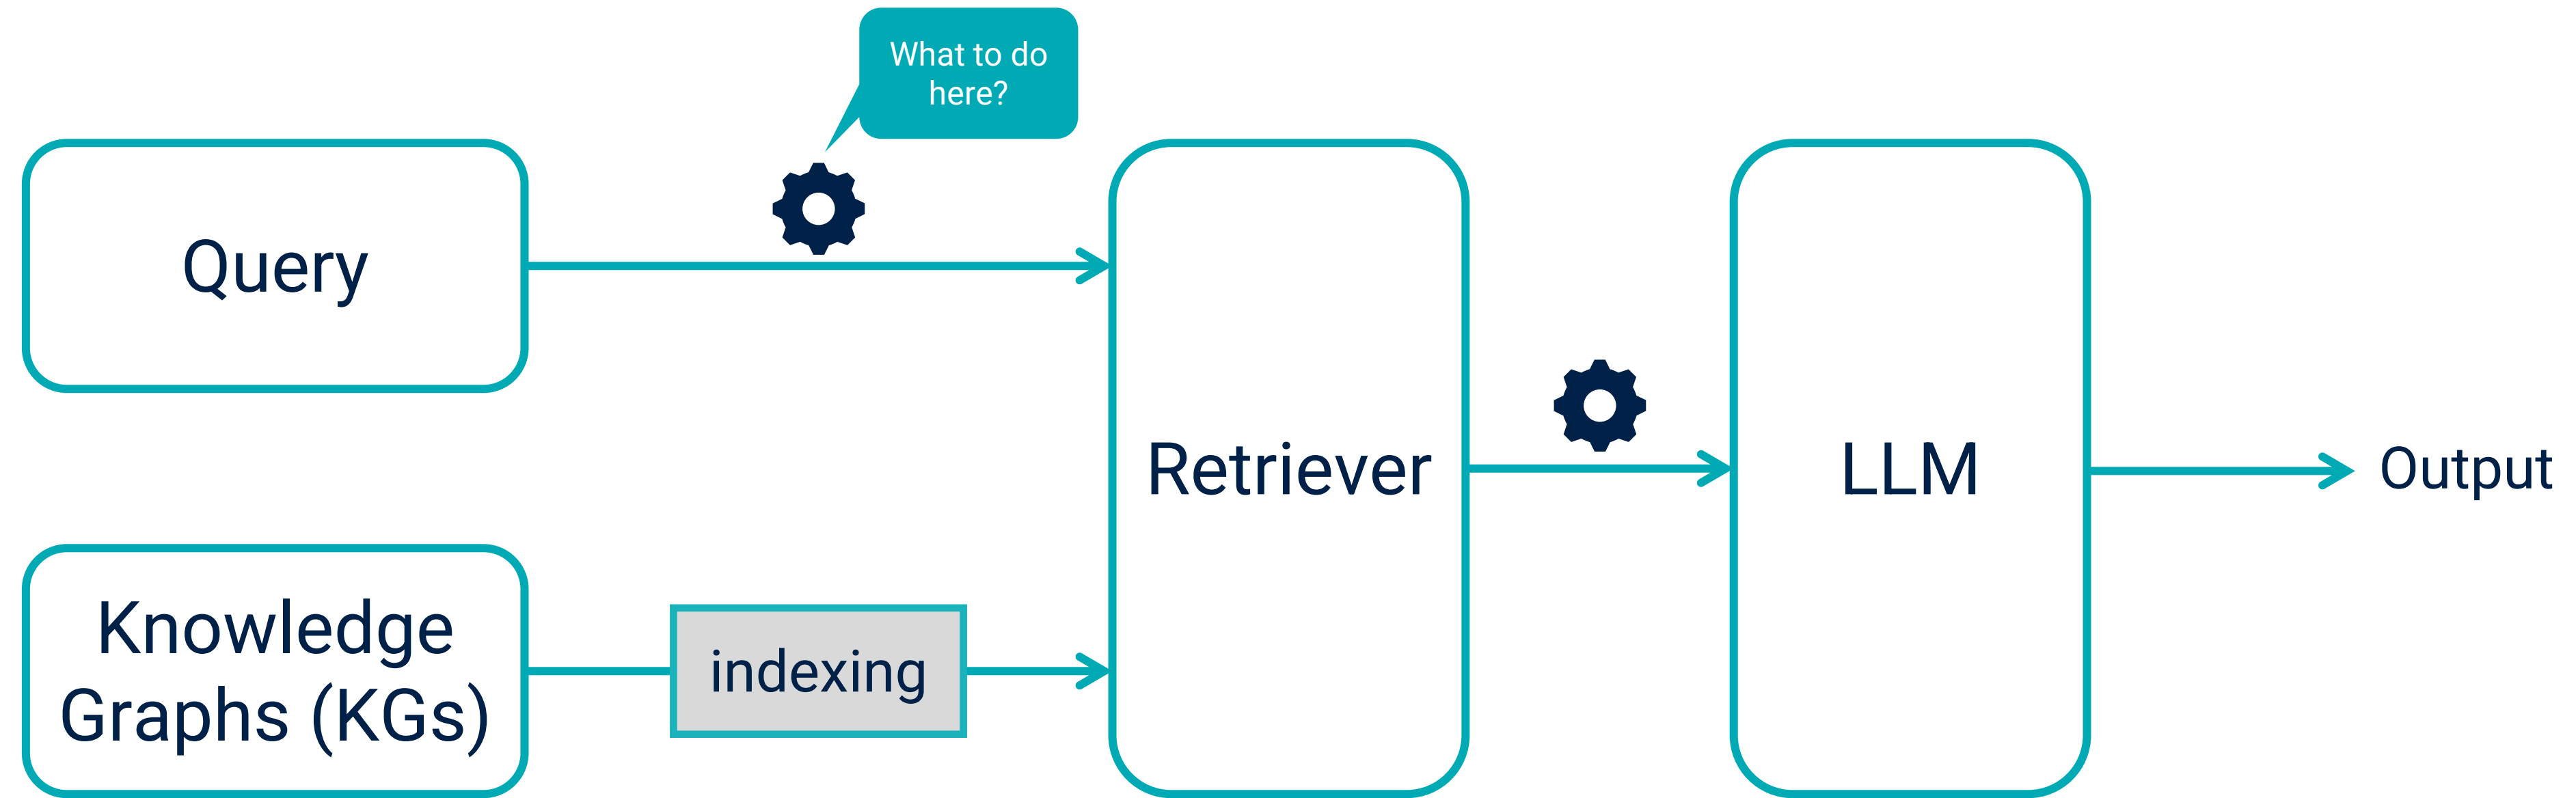 What to do
here?
Query
Retriever
LLM
Output
Knowledge
Graphs (KGs)
indexing